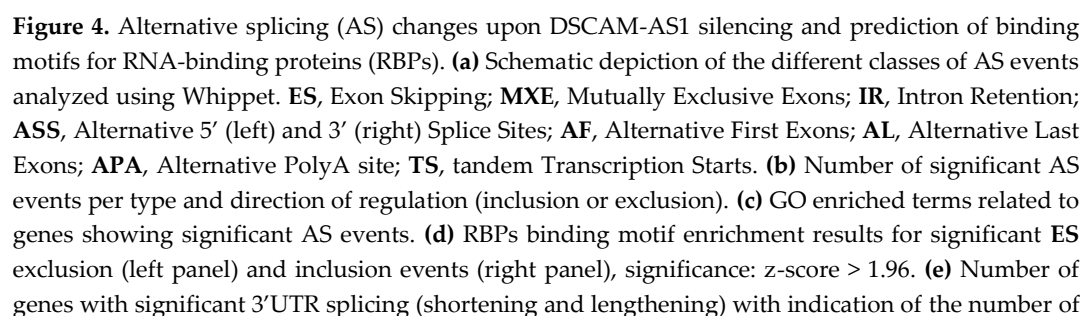 Figure 4. Alternative splicing (AS) changes upon DSCAM-AS1 silencing and prediction of binding
motifs for RNA-binding proteins (RBPs). (a) Schematic depiction of the different classes of AS events
analyzed using Whippet. ES, Exon Skipping; MXE, Mutually Exclusive Exons; IR, Intron Retention;
ASS, Alternative 5′ (left) and 3′ (right) Splice Sites; AF, Alternative First Exons; AL, Alternative Last
Exons; APA, Alternative PolyA site; TS, tandem Transcription Starts. (b) Number of significant AS
events per type and direction of regulation (inclusion or exclusion). (c) GO enriched terms related to
genes showing significant AS events. (d) RBPs binding motif enrichment results for significant ES
exclusion (left panel) and inclusion events (right panel), significance: z-score > 1.96. (e) Number of
genes with significant 3′UTR splicing (shortening and lengthening) with indication of the number of